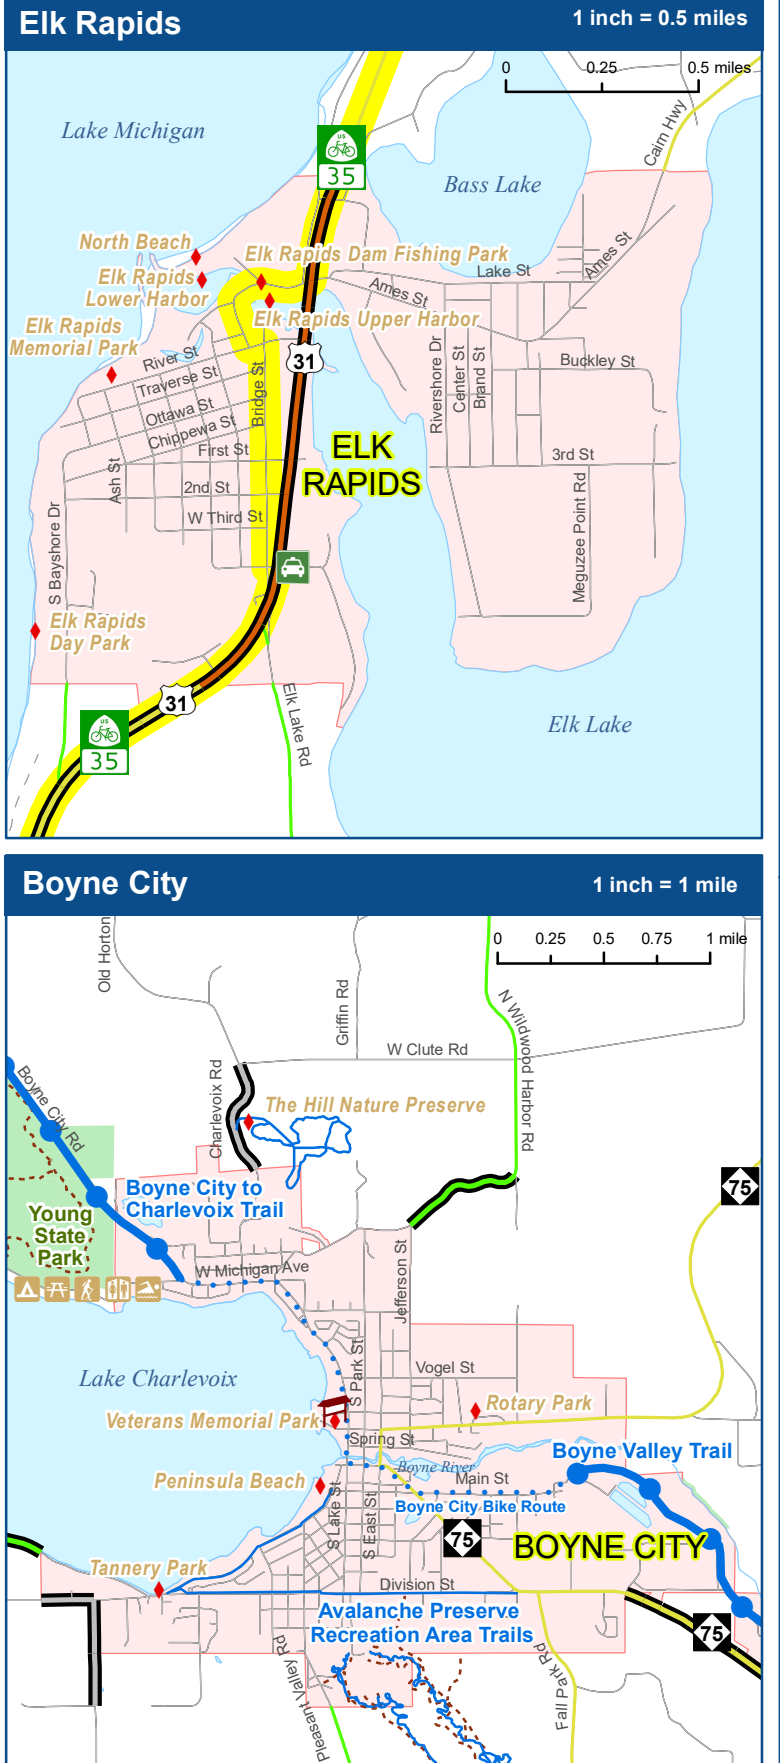 Elk Rapids
1 inch = 0.5 miles
0 0.25 0.5 miles
Lake Michigan
Cairn Hwy
US
35
Bass Lake
North Beach
Elk Rapids Dam Fishing Park
Elk Rapids
Lower Harbor
Lake St
Ames St
Ames St
Elk Rapids Upper Harbor
Elk Rapids
Memorial Park
River St
31
Buckley St
Traverse St
Bridge St
Rivershore Dr
Center St
Brand St
Ottawa St
Chippewa St
First St
ELK
RAPIDS
3rd St
Ash St
2nd St
W Third St
S Bayshore Dr
Meguzee Point Rd
Elk Rapids
Day Park
31
Elk Lake Rd
US
35
Elk Lake
Boyne City
1 inch = 1 mile
0 0.25 0.5 0.75 1 mile
Old Horton
Griffin Rd
N Wildwood Harbor Rd
W Clute Rd
Boyne City Rd
Charlevoix Rd
The Hill Nature Preserve
75
Boyne City to
Charlevoix Trail
Young
State
Park
W Michigan Ave
Jefferson St
Lake Charlevoix
S Park St
Vogel St
Rotary Park
Veterans Memorial Park
Spring St
Boyne Valley Trail
Boyne River
Main St
Peninsula Beach
Boyne City Bike Route
S Lake St
S East St
75
BOYNE CITY
Tannery Park
Division St
Avalanche Preserve
Recreation Area Trails
75
Pleasant Valley Rd
Fall Park Rd